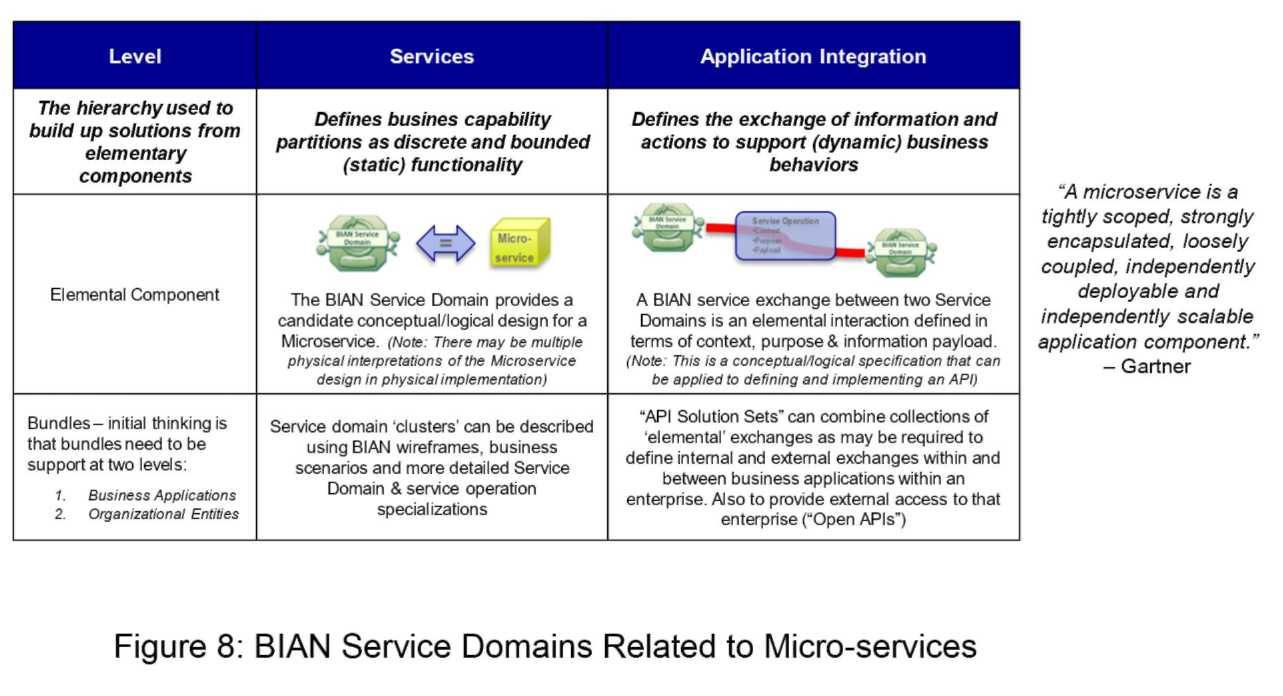 Level
Services
Application Integration
The hierarchy used to
build up solutions from
elementary
components
Defines busines capability
partitions as discrete and bounded
(static) functionality
Defines the exchange of information and
actions to support (dynamic) business
behaviors
Elemental Component
BIAN Service
Domain
=
Micro-
service
The BIAN Service Domain provides a
candidate conceptual/logical design for a
Microservice. (Note: There may be multiple
physical interpretations of the Microservice
design in physical implementation)
BIAN Service
Domain
Service Operation
•Context
•Purpose
•Payload
BIAN Service
Domain
A BIAN service exchange between two Service
Domains is an elemental interaction defined in
terms of context, purpose & information payload.
(Note: This is a conceptual/logical specification that can
be applied to defining and implementing an API)
Bundles – initial thinking is
that bundles need to be
support at two levels:
1. Business Applications
2. Organizational Entities
Service domain ‘clusters’ can be described
using BIAN wireframes, business
scenarios and more detailed Service
Domain & service operation
specializations
“API Solution Sets” can combine collections of
‘elemental’ exchanges as may be required to
define internal and external exchanges within and
between business applications within an
enterprise. Also to provide external access to that
enterprise (“Open APIs”)
“A microservice is a
tightly scoped, strongly
encapsulated, loosely
coupled, independently
deployable and
independently scalable
application component.”
– Gartner
Figure 8: BIAN Service Domains Related to Micro-services